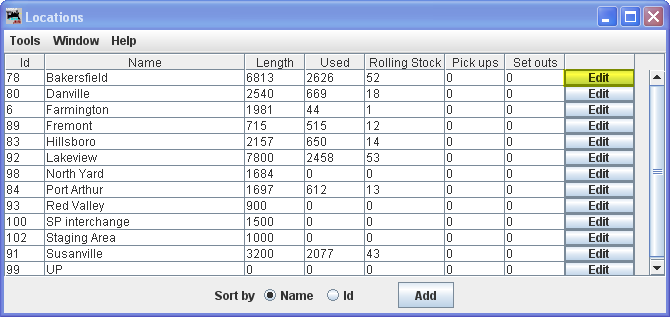 Locations
Tools Window Help
Id Name Length Used Rolling Stock Pick ups Set outs
78 Bakersfield 6813 2626 52 0 0 Edit
80 Danville 2540 669 18 0 0 Edit
6 Farmington 1981 44 1 0 0 Edit
89 Fremont 715 515 12 0 0 Edit
83 Hillsboro 2157 650 14 0 0 Edit
92 Lakeview 7800 2458 53 0 0 Edit
98 North Yard 1684 0 0 0 0 Edit
84 Port Arthur 1697 612 13 0 0 Edit
93 Red Valley 900 0 0 0 0 Edit
100 SP interchange 1500 0 0 0 0 Edit
102 Staging Area 1000 0 0 0 0 Edit
91 Susanville 3200 2077 43 0 0 Edit
99 UP 0 0 0 0 0 Edit
Sort by Name Id Add